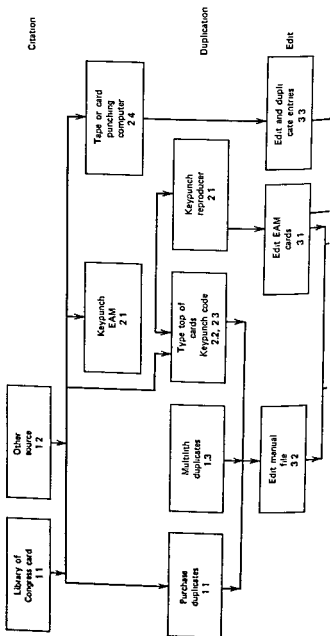 Citation
Library of
Congress card
1 1
Other
source
1 2
Keypunch
EAM
2 1
Tape or card
punching
computer
2 4
Duplication
Purchase
duplicates
1 1
Multilith
duplicates
1.3
Type top of
cards
Keypunch code
2.2, 2 3
Keypunch
reproducer
2 1
Edit
Edit manual
file
3 2
Edit EAM
cards
3 1
Edit and dupli
cate entries
3 3